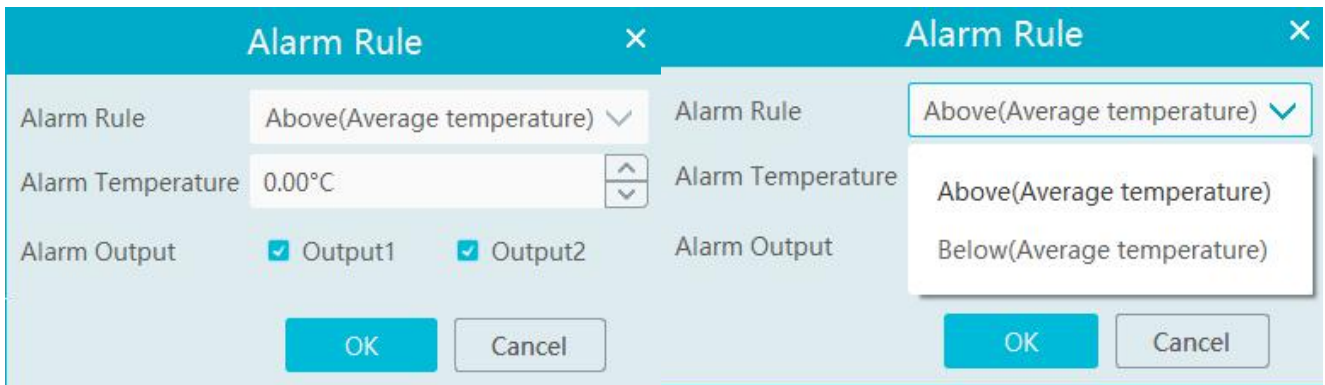 Alarm Rule
Alarm Rule Above(Average temperature)
Alarm Temperature 0.00°C
Alarm Output Output1 Output2
OK Cancel
Alarm Rule
Alarm Rule Above(Average temperature)
Alarm Temperature
Above(Average temperature)
Alarm Output
Below(Average temperature)
OK Cancel